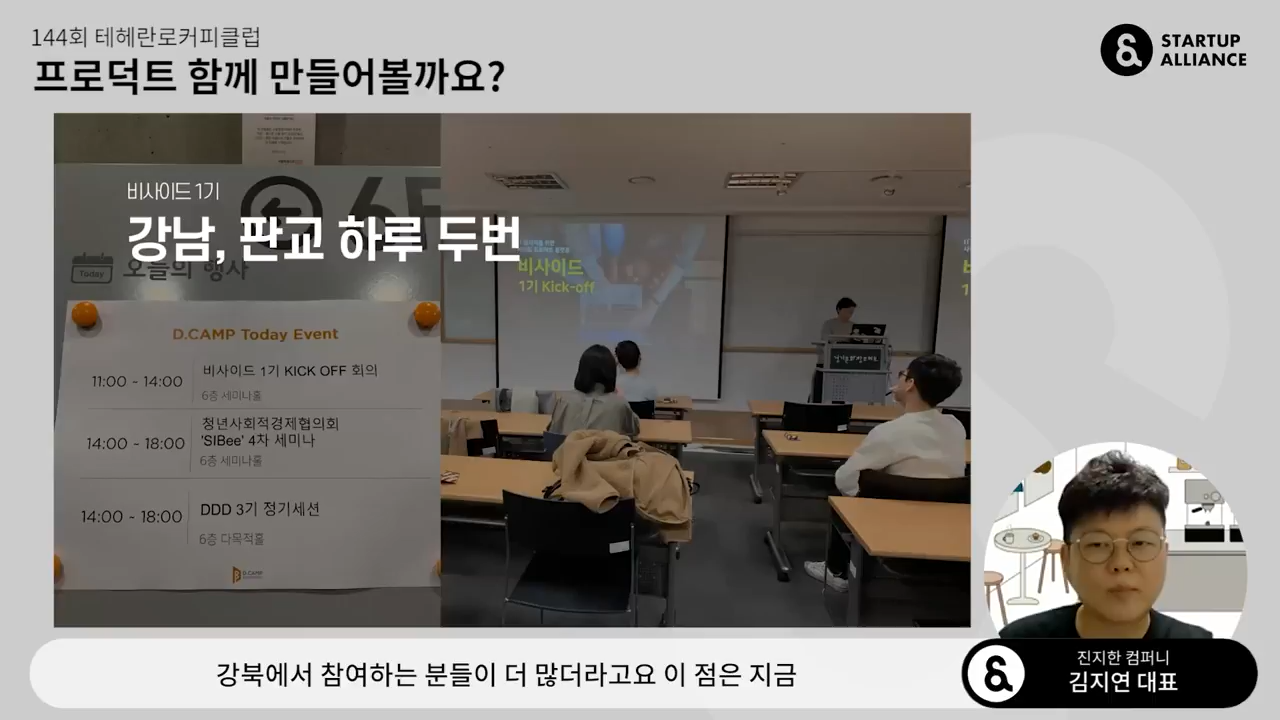 144회 테헤란로커피클럽
프로덕트 함께 만들어볼까요?
STARTUP
ALLIANCE
비사이드 1기
강남, 판교 하루 두번
6F
Today
오늘의 행사
D.CAMP Today Event
11:00 - 14:00
비사이드 1기 KICK OFF 회의
6층 세미나홀
14:00 - 18:00
청년사회적경제협의회
'SIBee' 4차 세미나
6층 세미나홀
14:00 - 18:00
DDD 3기 정기세션
6층 다목적홀
D.CAMP
비사이드
1기 Kick-off
강북에서 참여하는 분들이 더 많더라고요 이 점은 지금
진지한 컴퍼니
김지연 대표